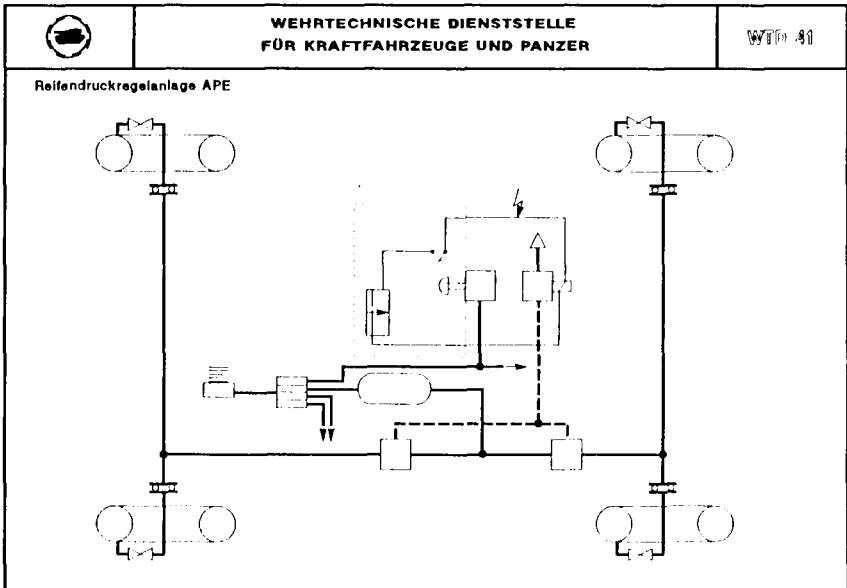 WEHRTECHNISCHE DIENSTSTELLE
FÜR KRAFTFAHRZEUGE UND PANZER
WTD 41
Reifendruckregelanlage APE